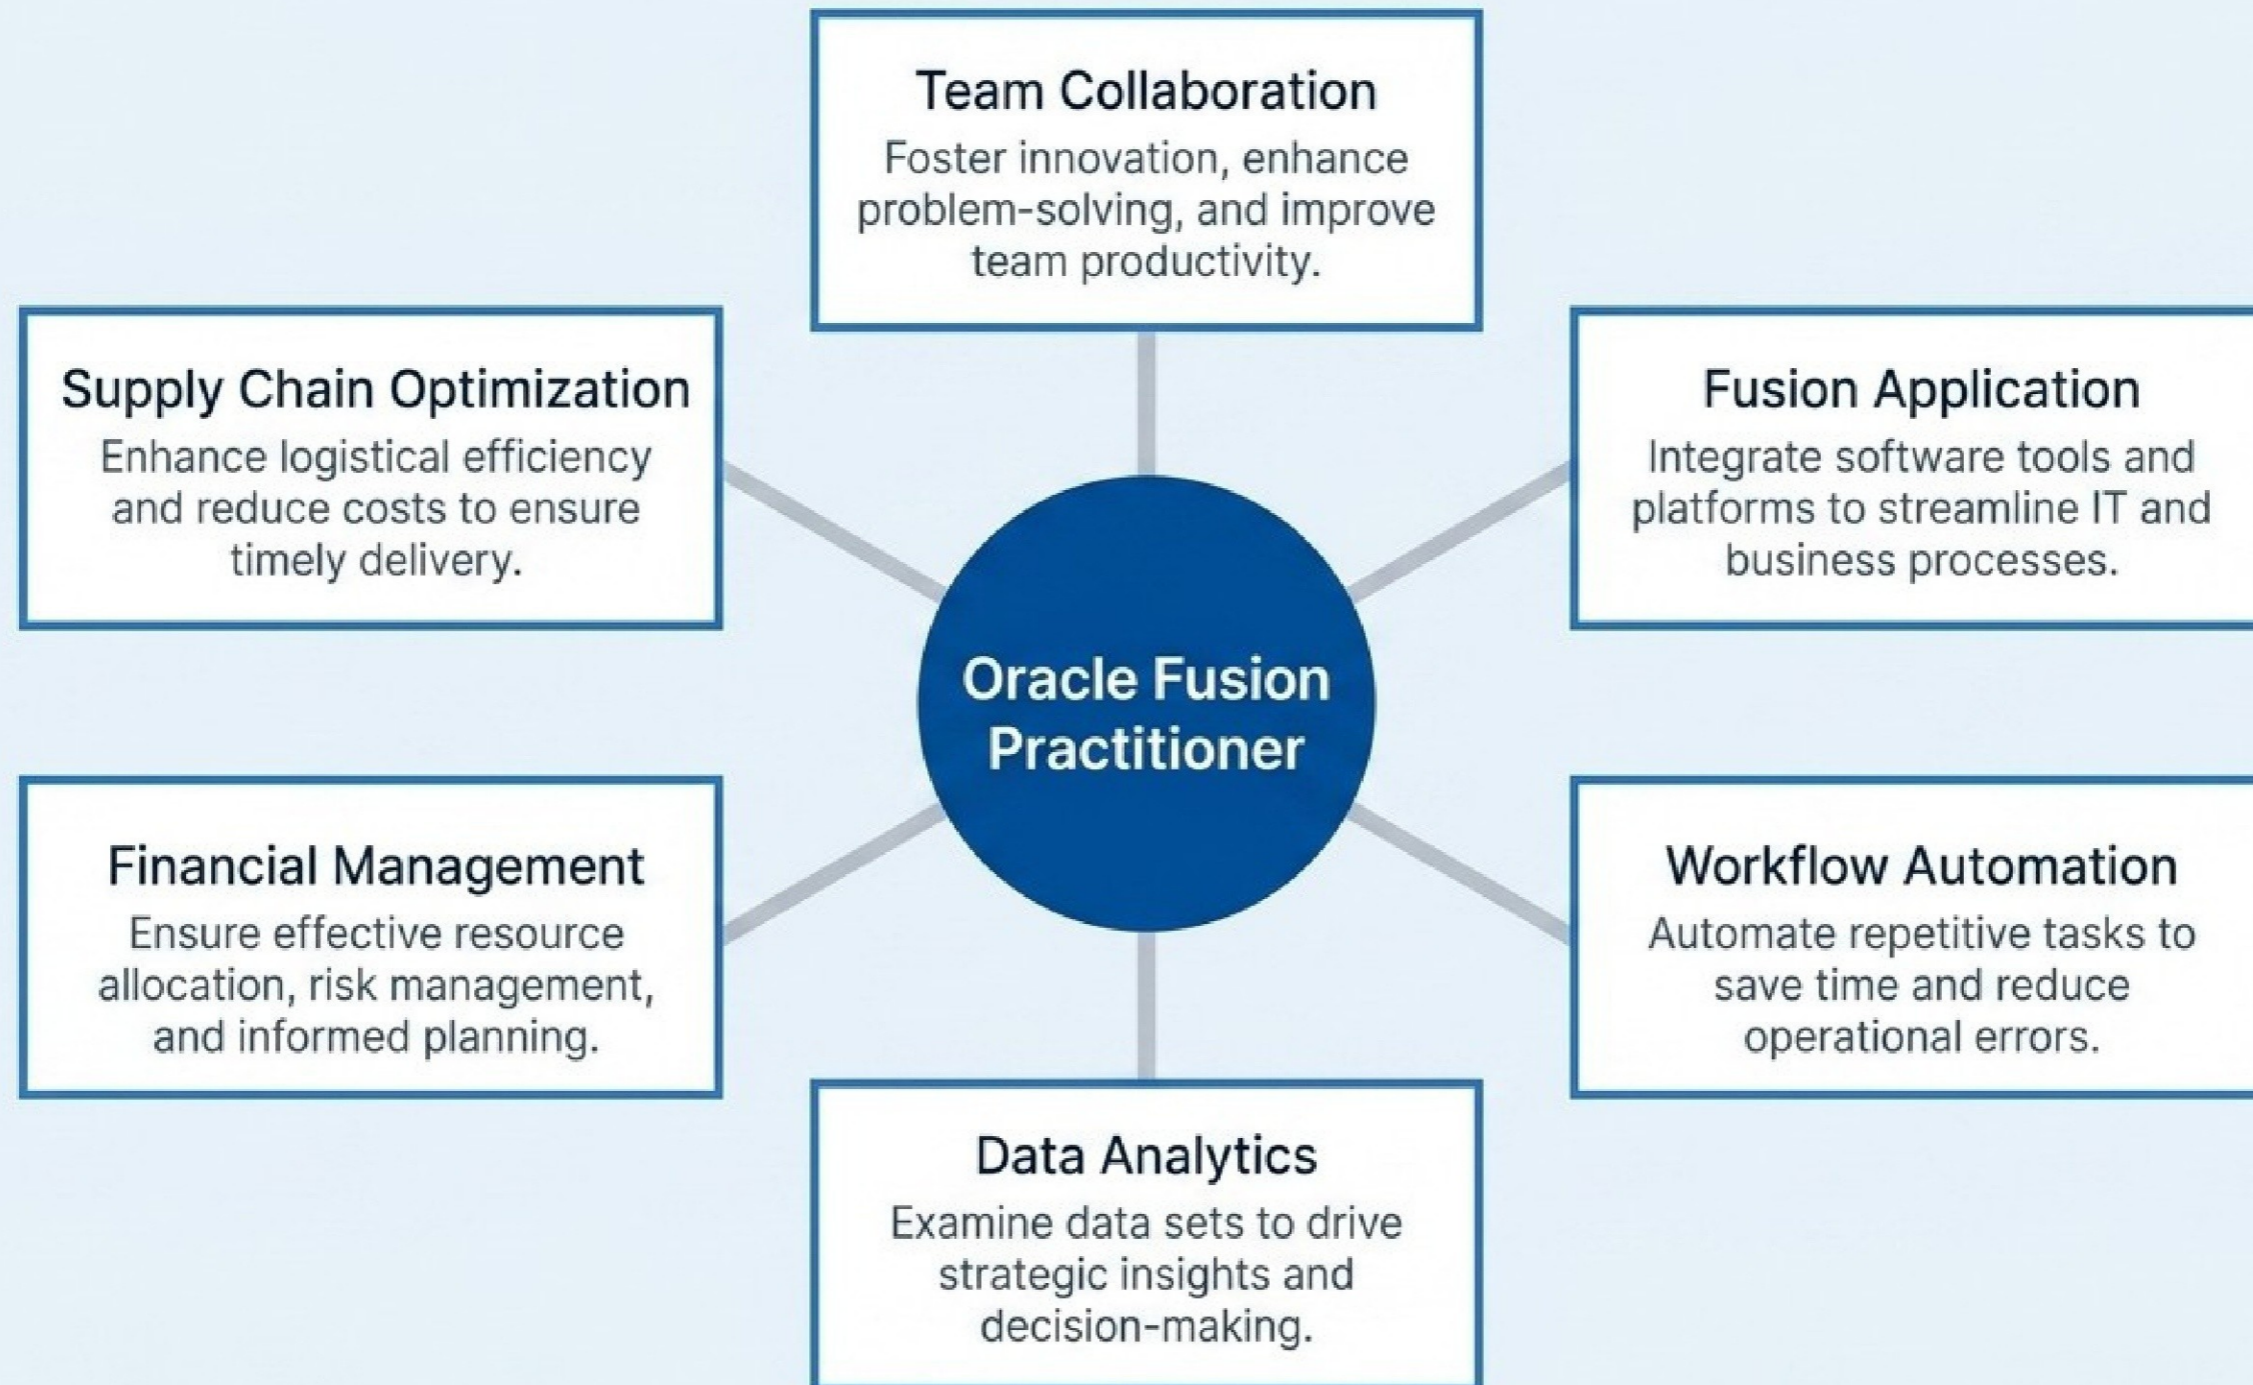 Team Collaboration
Foster innovation, enhance
problem-solving, and improve
team productivity.
Supply Chain Optimization
Enhance logistical efficiency
and reduce costs to ensure
timely delivery.
Fusion Application
Integrate software tools and
platforms to streamline IT and
business processes.
Oracle Fusion
Practitioner
Financial Management
Ensure effective resource
allocation, risk management,
and informed planning.
Workflow Automation
Automate repetitive tasks to
save time and reduce
operational errors.
Data Analytics
Examine data sets to drive
strategic insights and
decision-making.